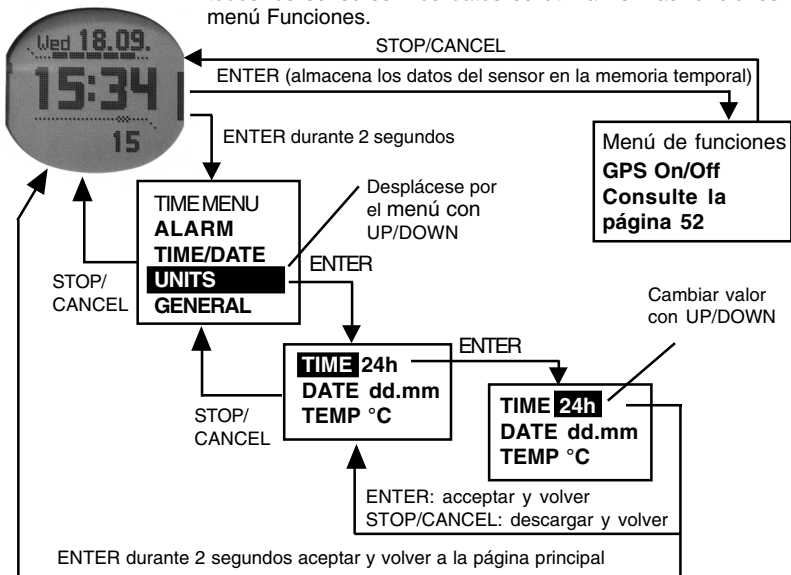 menú Funciones.
STOP/CANCEL
Wed 18.09.
15:34
15
ENTER (almacena los datos del sensor en la memoria temporal)
ENTER durante 2 segundos
Menú de funciones
GPS On/Off
Consulte la
página 52
TIME MENU
ALARM
TIME/DATE
UNITS
GENERAL
Desplácese por
el menú con
UP/DOWN
STOP/
CANCEL
ENTER
Cambiar valor
con UP/DOWN
TIME 24h
DATE dd.mm
TEMP °C
ENTER
STOP/
CANCEL
TIME 24h
DATE dd.mm
TEMP °C
ENTER: acceptar y volver
STOP/CANCEL: descargar y volver
ENTER durante 2 segundos aceptar y volver a la página principal